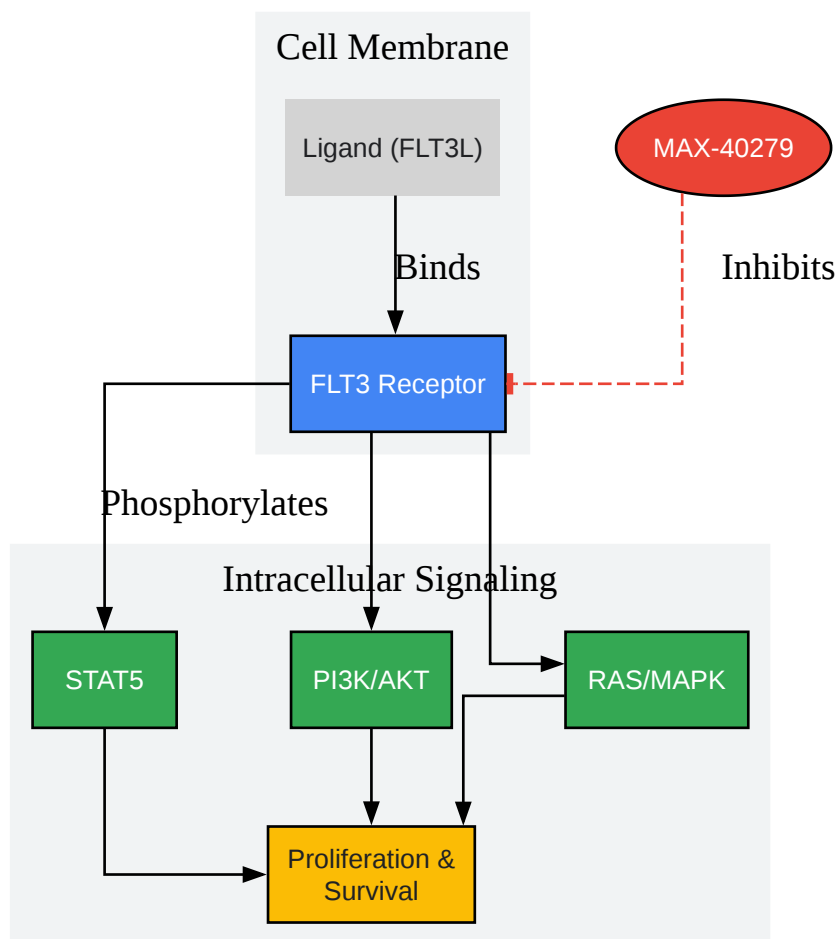 Cell Membrane
Ligand (FLT3L)
MAX-40279
Binds
Inhibits
FLT3 Receptor
Phosphorylates
Intracellular Signaling
STAT5
PI3K/AKT
RAS/MAPK
Proliferation &
Survival